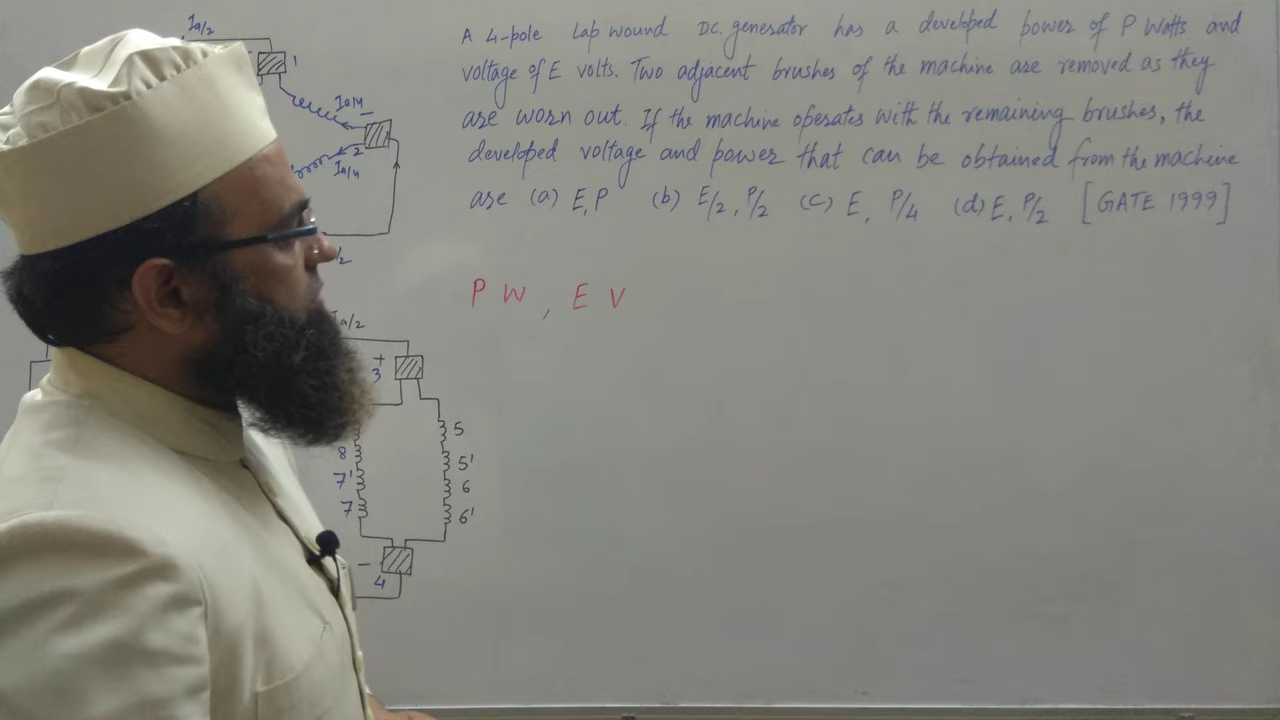 Ia/2
1
Ia/4
-
2
Ia/4
/2
A 4-pole Lap wound DC. generator has a developed power of P Watts and
voltage of E volts. Two adjacent brushes of the machine are removed as they
are worn out. If the machine operates with the remaining brushes, the
developed voltage and power that can be obtained from the machine
are (a) E,P (b) E/2, P/2 (c) E, P/4 (d) E, P/2 [GATE 1999]
P W, E V
Ia/2
+
3
5
8
5'
7'
6
7
6'
-
4